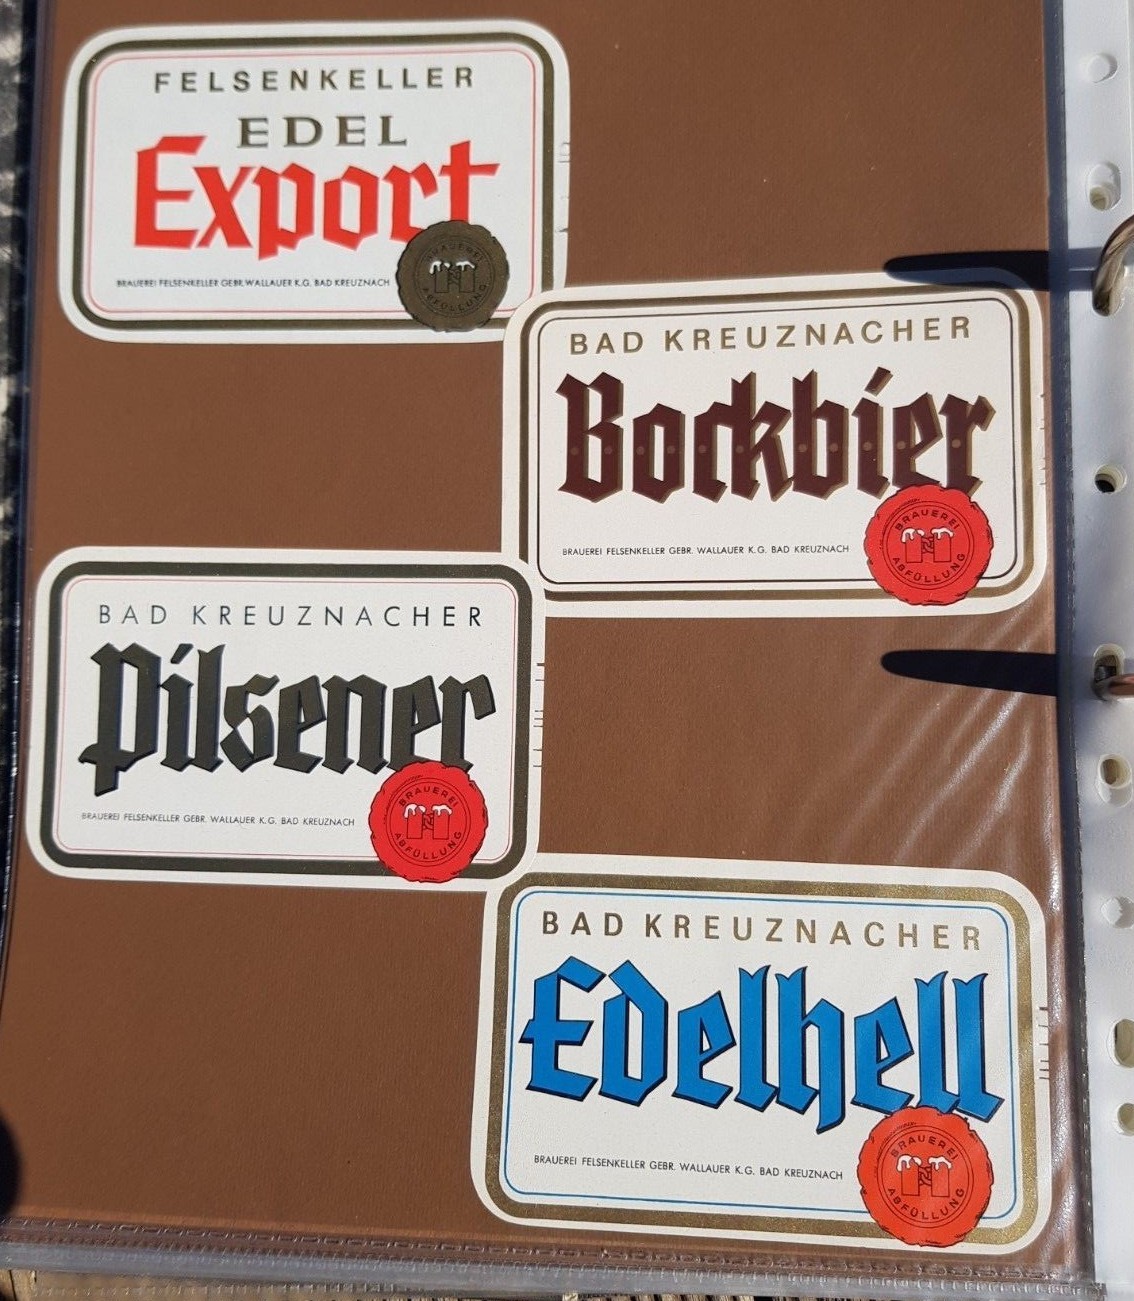 FELSENKELLER
EDEL
Export
BRAUEREI FELSENKELLER GEBR. WALLAUER K.G. BAD KREUZNACH
BRAUEREI
ABFÜLLUNG
BAD KREUZNACHER
Bockbier
BRAUEREI FELSENKELLER GEBR. WALLAUER K.G. BAD KREUZNACH
BRAUEREI
ABFÜLLUNG
BAD KREUZNACHER
Pilsener
BRAUEREI FELSENKELLER GEBR. WALLAUER K.G. BAD KREUZNACH
BRAUEREI
ABFÜLLUNG
BAD KREUZNACHER
Edelhell
BRAUEREI FELSENKELLER GEBR. WALLAUER K.G. BAD KREUZNACH
BRAUEREI
ABFÜLLUNG